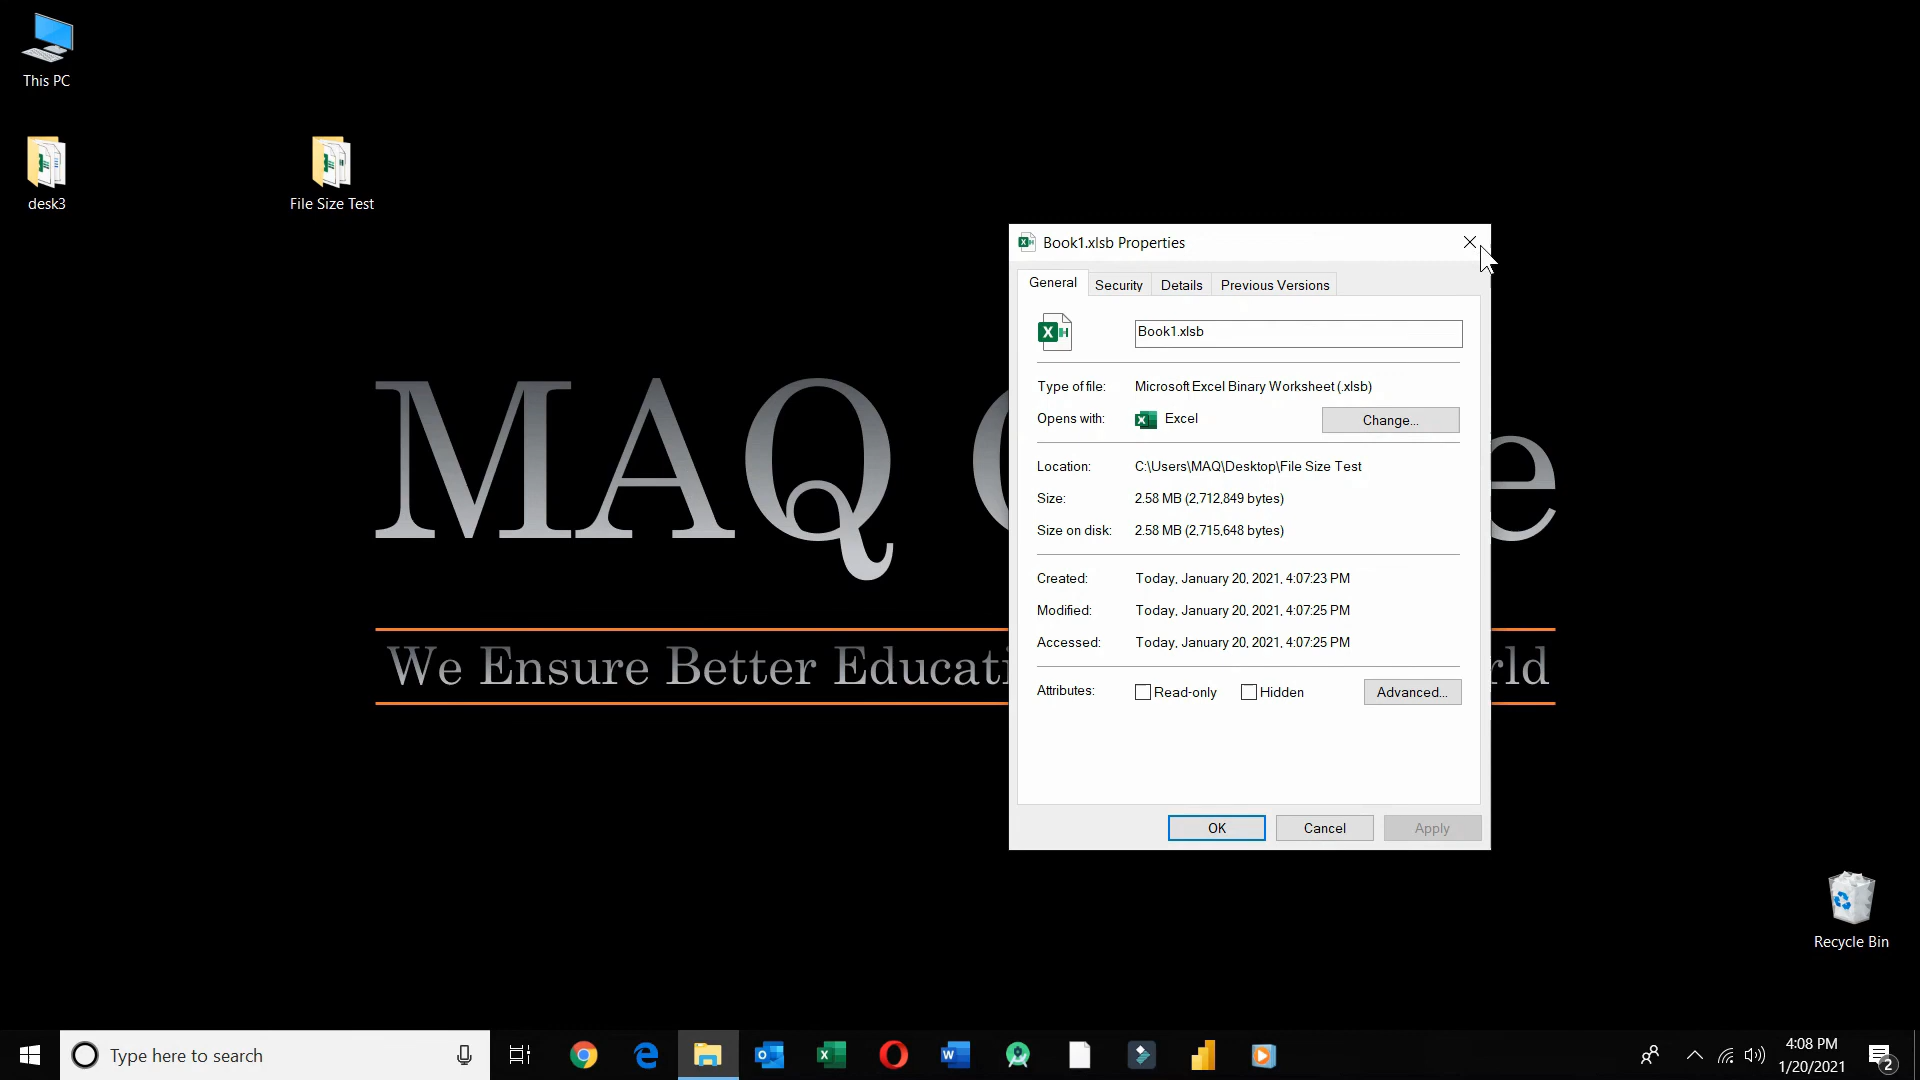 This PC
desk3
File Size Test
MAQ
e
We Ensure Better
Book1.xlsb Properties
General
Security
Details
Previous Versions
Book1.xlsb
Type of file:
Microsoft Excel Binary Worksheet (.xlsb)
Opens with:
Excel
Change...
Location:
C:\Users\MAQ\Desktop\File Size Test
Size:
2.58 MB (2,712,849 bytes)
Size on disk:
2.58 MB (2,715,648 bytes)
Created:
Today, January 20, 2021, 4:07:23 PM
Modified:
Today, January 20, 2021, 4:07:25 PM
Accessed:
Today, January 20, 2021, 4:07:25 PM
Attributes:
Read-only
Hidden
Advanced...
OK
Cancel
Apply
Recycle Bin
Type here to search
4:08 PM
1/20/2021
2